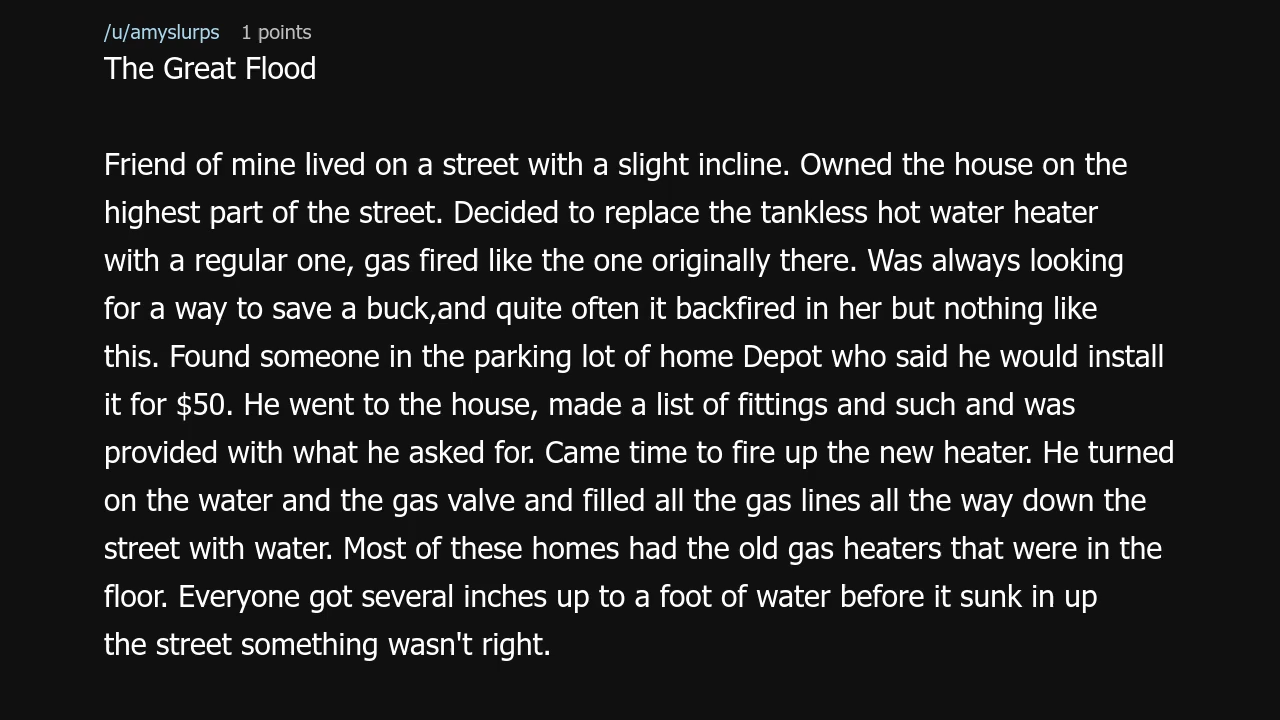 /u/amyslurps 1 points
The Great Flood
Friend of mine lived on a street with a slight incline. Owned the house on the
highest part of the street. Decided to replace the tankless hot water heater
with a regular one, gas fired like the one originally there. Was always looking
for a way to save a buck,and quite often it backfired in her but nothing like
this. Found someone in the parking lot of home Depot who said he would install
it for $50. He went to the house, made a list of fittings and such and was
provided with what he asked for. Came time to fire up the new heater. He turned
on the water and the gas valve and filled all the gas lines all the way down the
street with water. Most of these homes had the old gas heaters that were in the
floor. Everyone got several inches up to a foot of water before it sunk in up
the street something wasn't right.